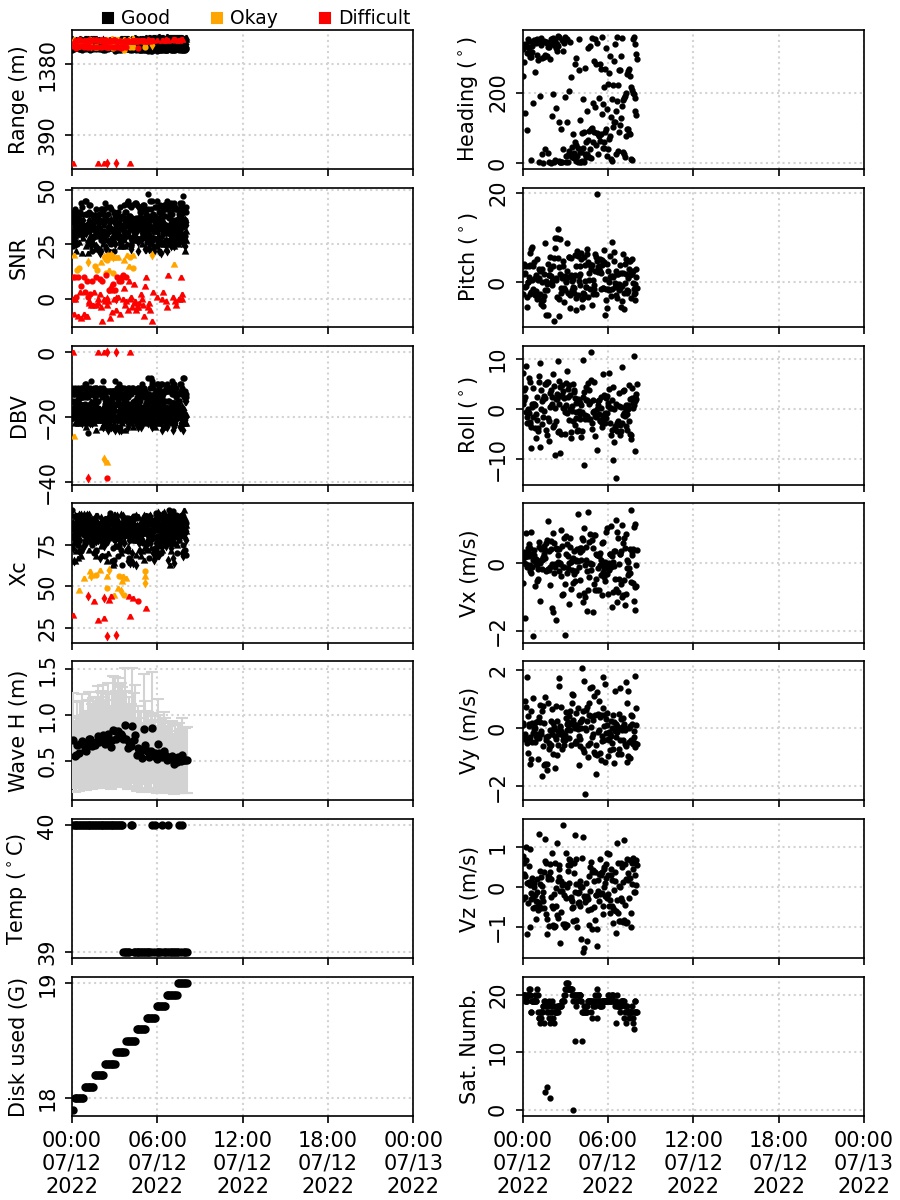 Good Okay Difficult
Range (m)
1380
390
Heading (°)
200
0
SNR
50
25
0
Pitch (°)
20
0
DBV
0
−20
−40
Roll (°)
10
0
−10
Xc
75
50
25
Vx (m/s)
0
−2
Wave H (m)
1.5
1.0
0.5
Vy (m/s)
2
0
−2
Temp (°C)
40
39
Vz (m/s)
1
0
−1
Disk used (G)
19
18
Sat. Numb.
20
10
0
00:00 06:00 12:00 18:00 00:00
07/12 07/12 07/12 07/12 07/13
2022 2022 2022 2022 2022
00:00 06:00 12:00 18:00 00:00
07/12 07/12 07/12 07/12 07/13
2022 2022 2022 2022 2022